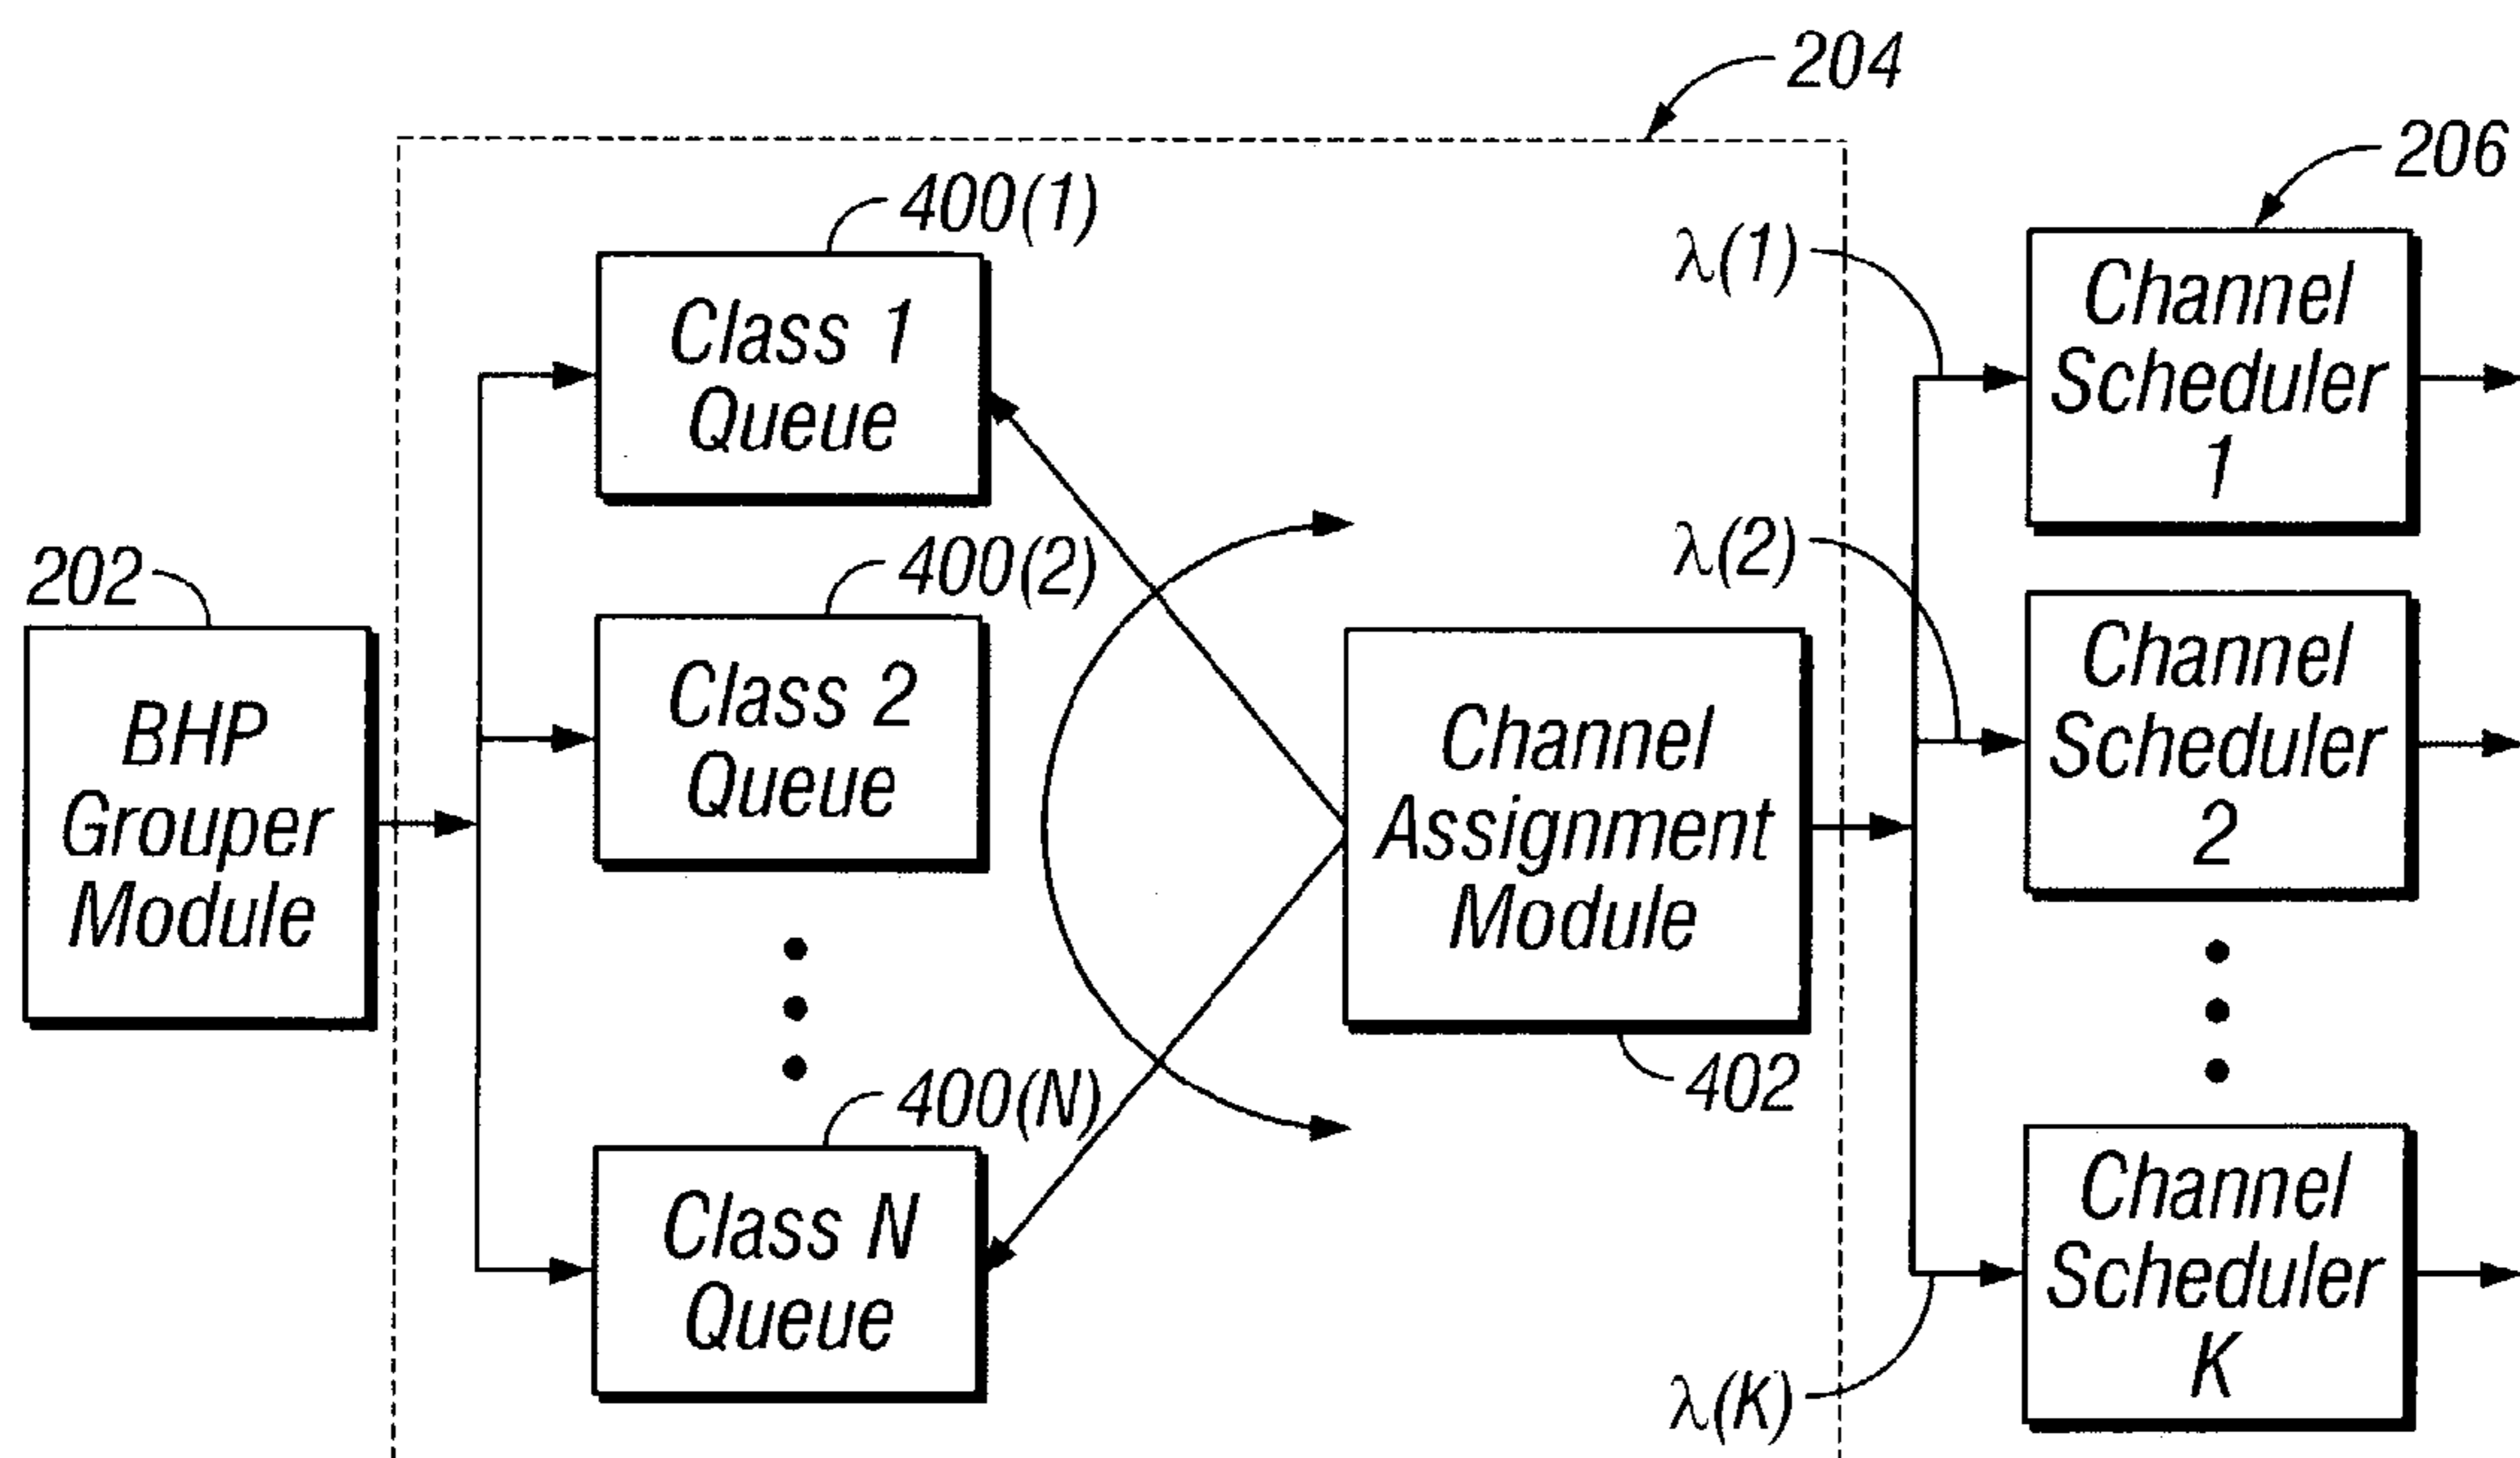 204
206
400(1)
λ(1)
Class 1
Queue
Channel
Scheduler
1
202
400(2)
λ(2)
BHP
Grouper
Module
Class 2
Queue
Channel
Assignment
Module
Channel
Scheduler
2
402
400(N)
Class N
Queue
λ(K)
Channel
Scheduler
K